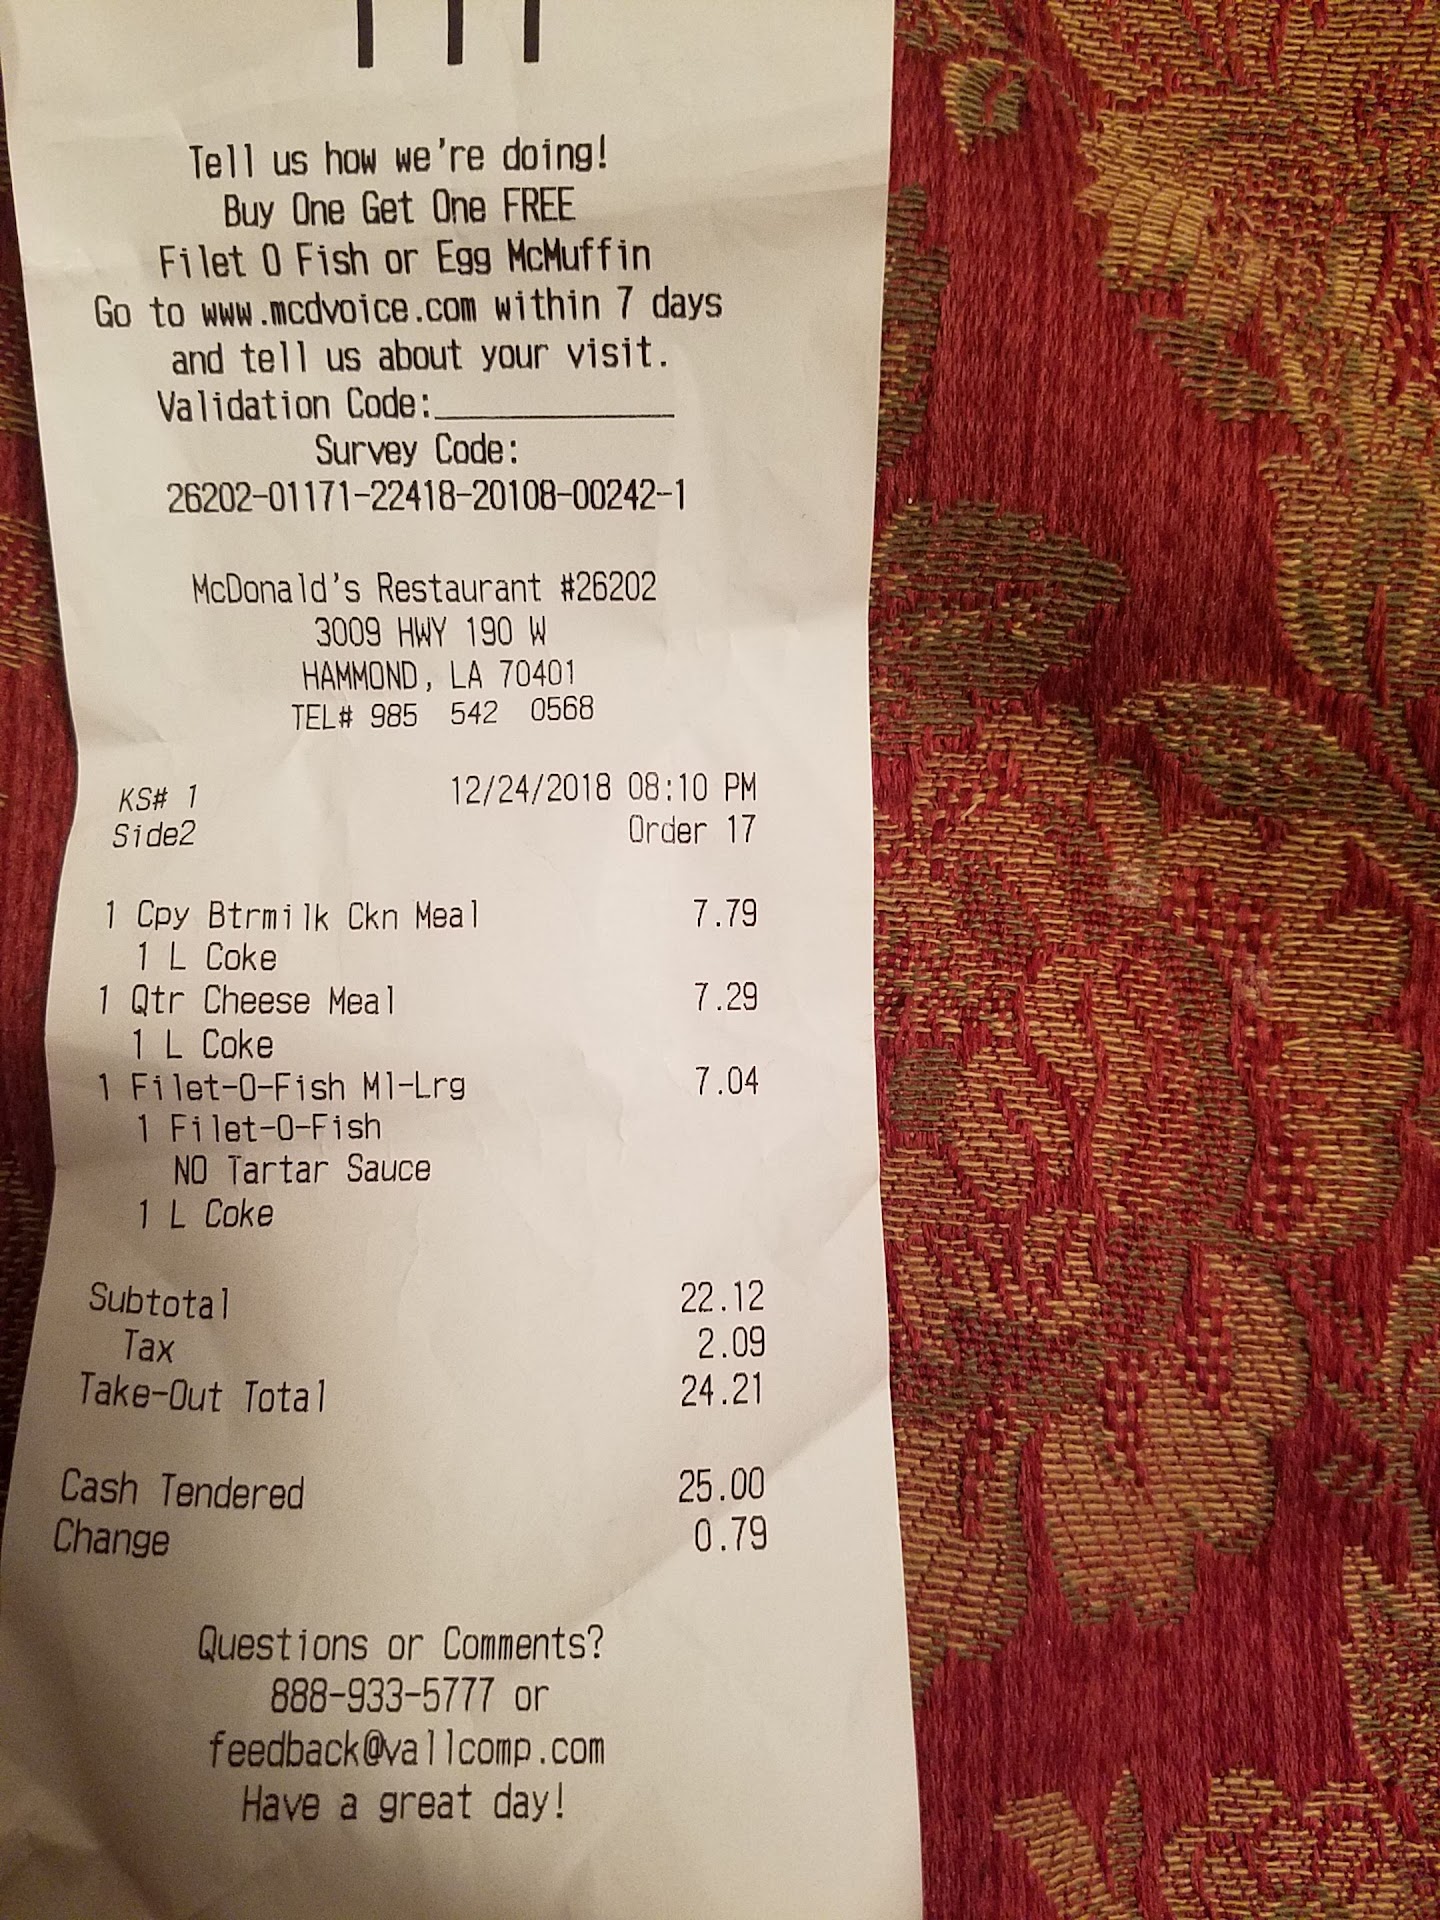 Tell us how we're doing!
Buy One Get One FREE
Filet O Fish or Egg McMuffin
Go to www.mcdvoice.com within 7 days
and tell us about your visit.
Validation Code:____________
Survey Code:
26202-01171-22418-20108-00242-1
McDonald's Restaurant #26202
3009 HWY 190 W
HAMMOND, LA 70401
TEL# 985 542 0568
KS# 1 12/24/2018 08:10 PM
Side2 Order 17
1 Cpy Btrmilk Ckn Meal 7.79
1 L Coke
1 Qtr Cheese Meal 7.29
1 L Coke
1 Filet-O-Fish Ml-Lrg 7.04
1 Filet-O-Fish
NO Tartar Sauce
1 L Coke
Subtotal 22.12
Tax 2.09
Take-Out Total 24.21
Cash Tendered 25.00
Change 0.79
Questions or Comments?
888-933-5777 or
feedback@vallcomp.com
Have a great day!